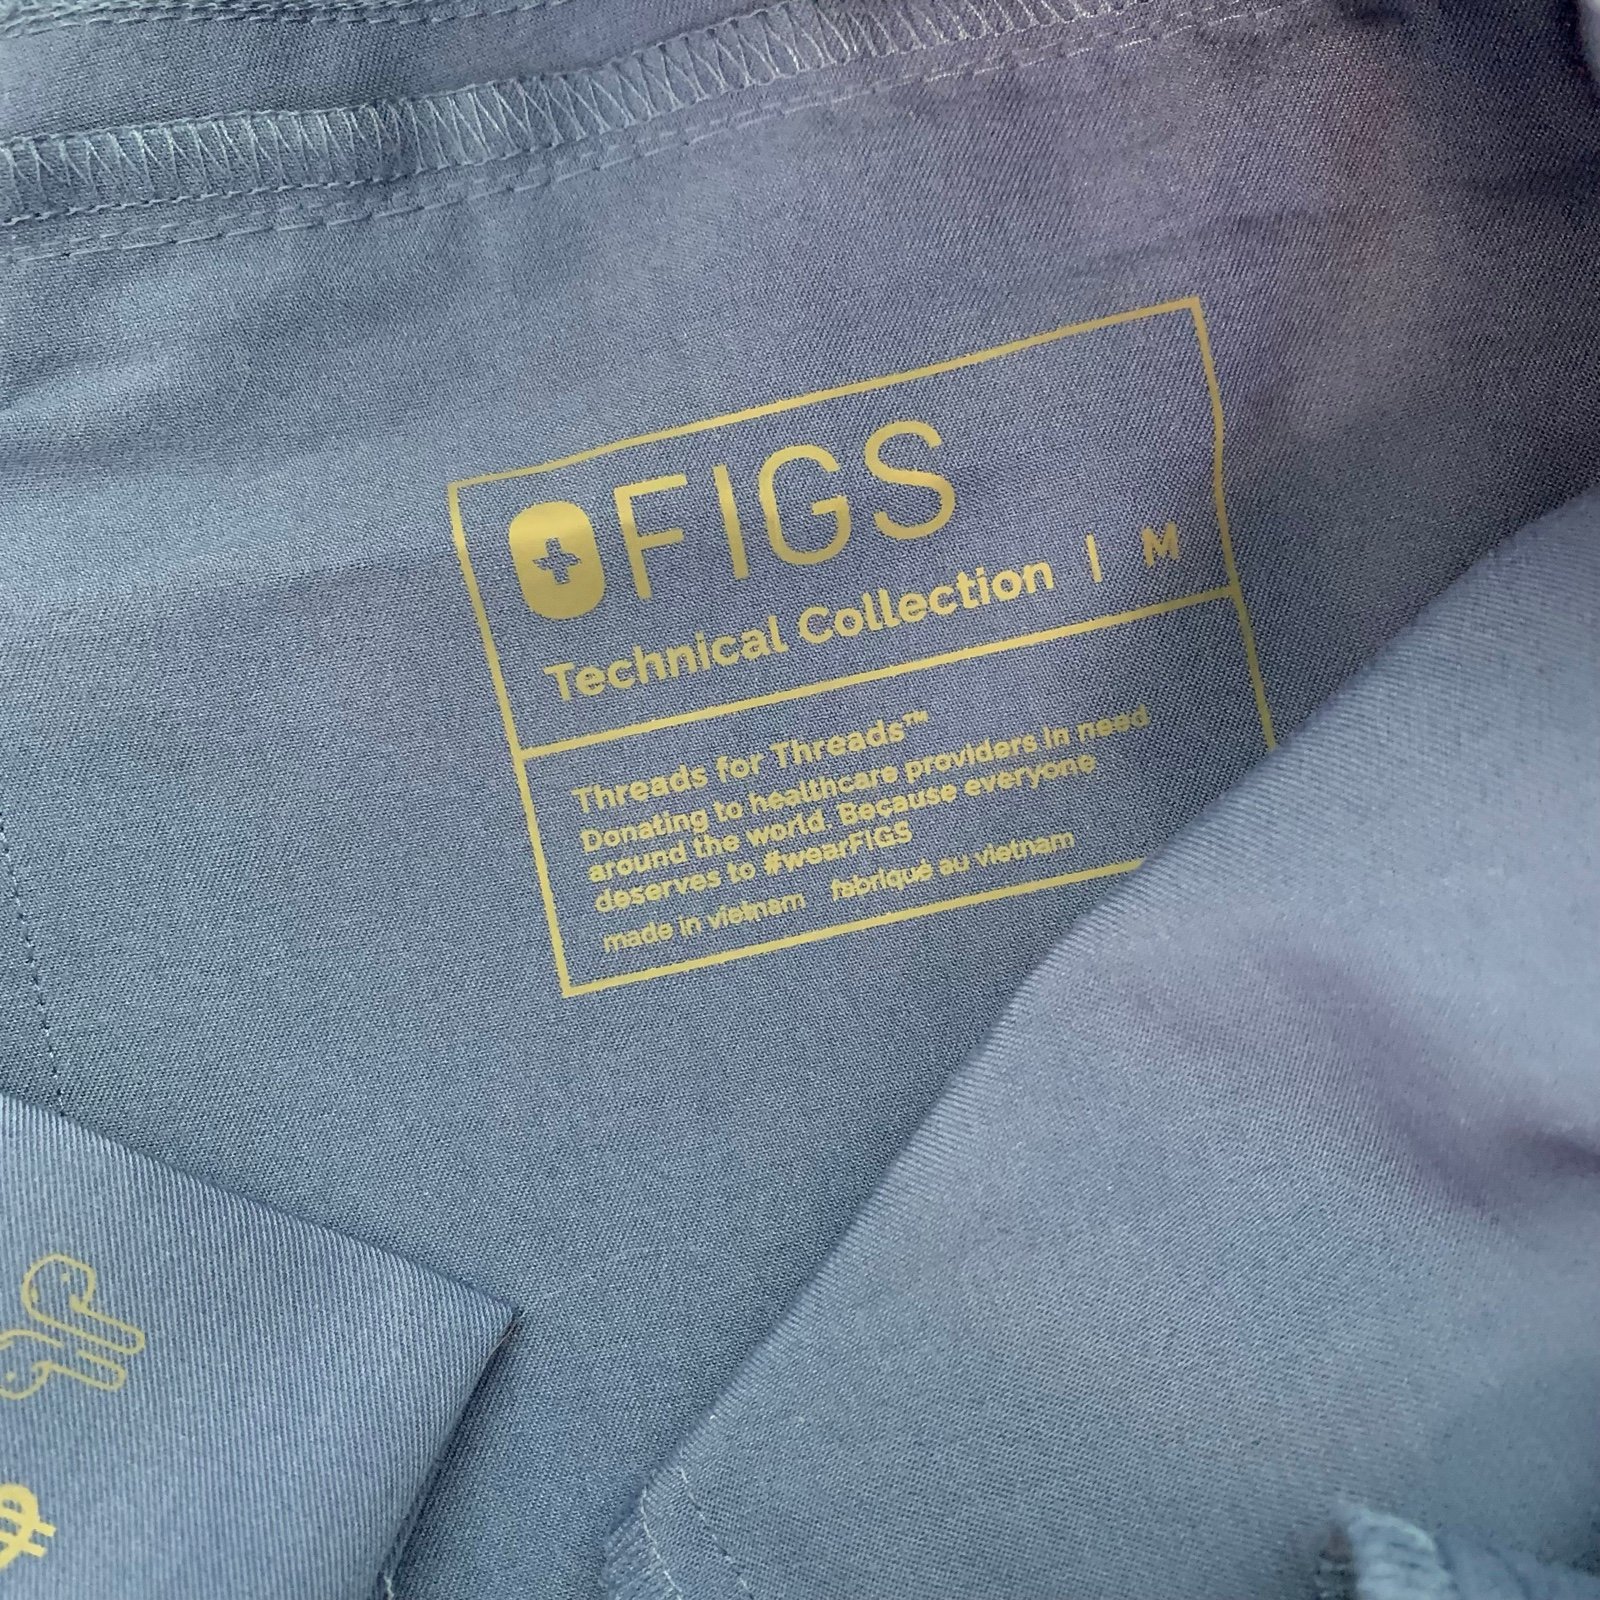 FIGS
Technical Collection | M
Threads for Threads™
Donating to healthcare providers in need
around the world. Because everyone
deserves to #wearFIGS
made in vietnam fabriqué au vietnam
$